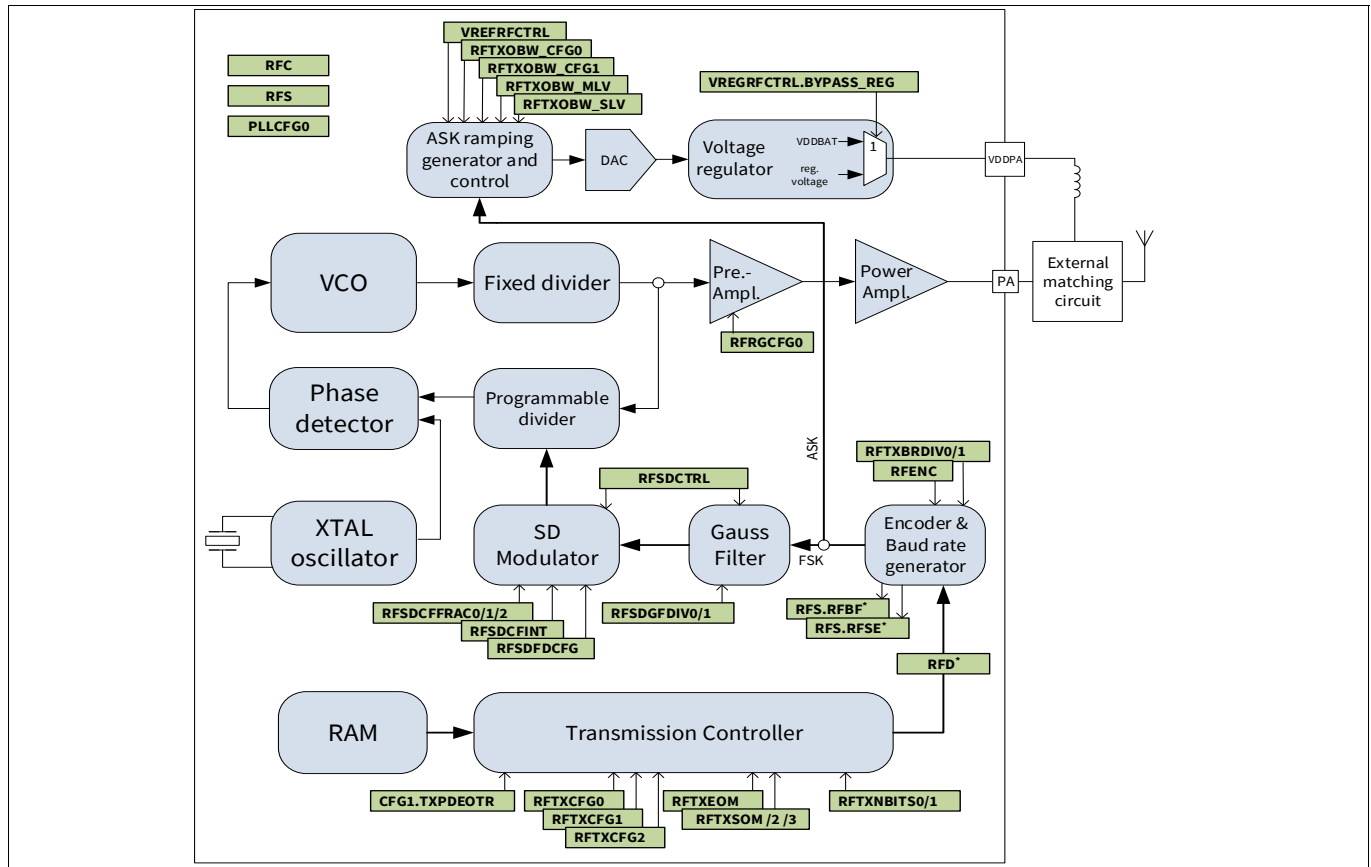 VREFRFCTRL
RFTXOBW_CFG0
RFTXOBW_CFG1
RFTXOBW_MLV
RFTXOBW_SLV
RFC
RFS
PLLCFG0
VREGRFCTRL.BYPASS_REG
ASK ramping
generator and
control
DAC
Voltage
regulator
VDDBAT
1
reg.
voltage
VDDPA
VCO
Fixed divider
Pre.-
Ampl.
Power
Ampl.
PA
External
matching
circuit
RFRGCFG0
Phase
detector
Programmable
divider
ASK
RFTXBRDIV0/1
RFENC
RFSDCTRL
XTAL
oscillator
SD
Modulator
Gauss
Filter
FSK
Encoder &
Baud rate
generator
RFSDCFFRAC0/1/2
RFSDCFINT
RFSDFDCFG
RFSDGFDIV0/1
RFS.RFBF*
RFS.RFSE*
RFD*
RAM
Transmission Controller
CFG1.TXPDEOTR
RFTXCFG0
RFTXCFG1
RFTXCFG2
RFTXEOM
RFTXSOM /2 /3
RFTXNBITS0/1